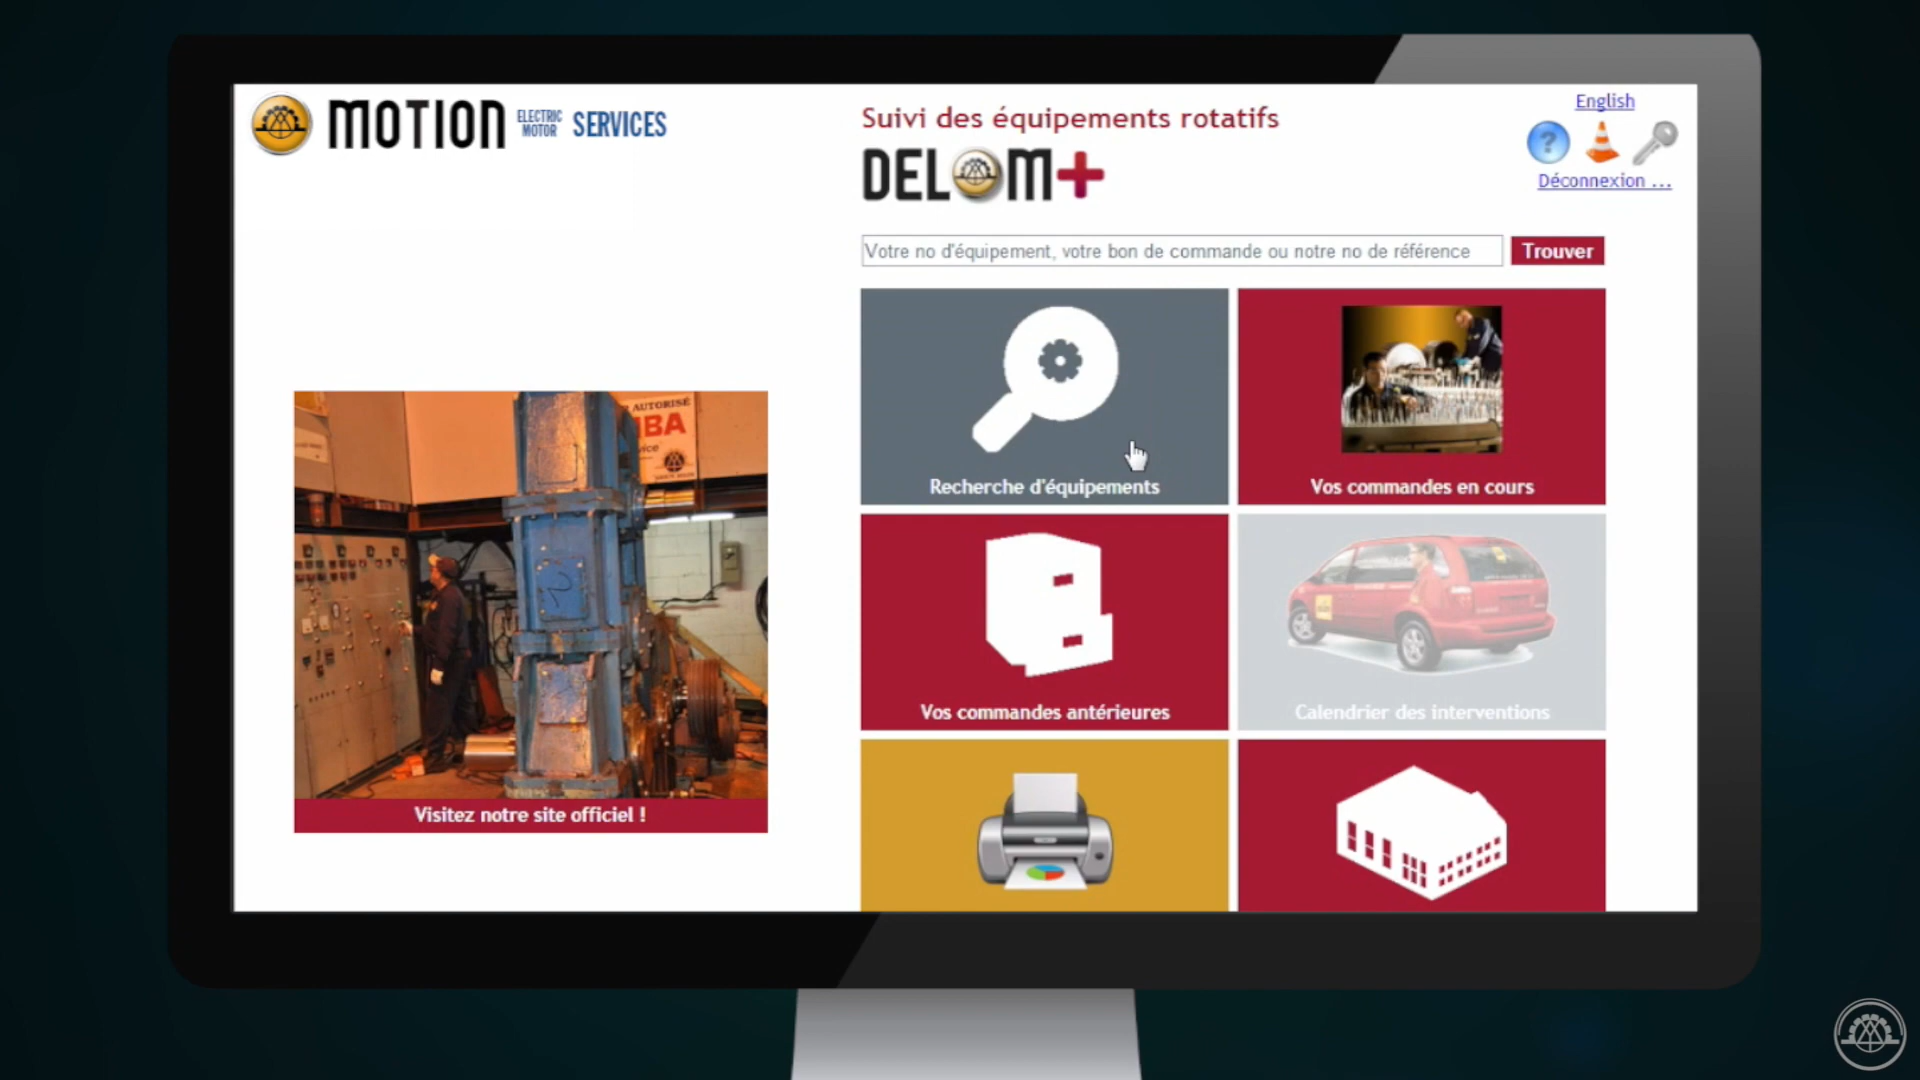 MOTION ELECTRIC MOTOR SERVICES
Suivi des équipements rotatifs
DELOM+
English
?
Déconnexion ...
Votre no d'équipement, votre bon de commande ou notre no de référence
Trouver
Recherche d'équipements
Vos commandes en cours
AUTORISÉ
Vos commandes antérieures
Calendrier des interventions
Visitez notre site officiel !